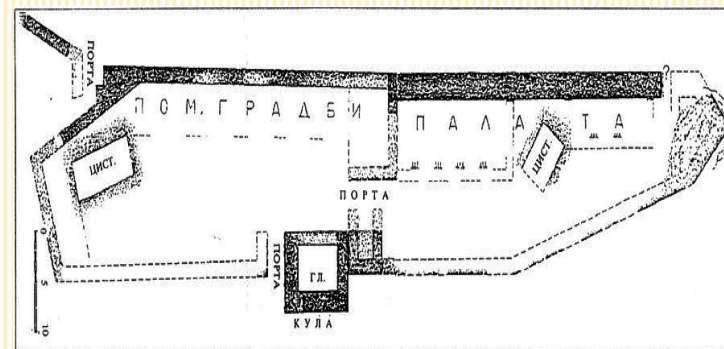 ПОРТА
ПОМ. ГРАДБИ
ПАЛАТА
ЦИСТ.
ЦИСТ.
ПОРТА
ПОРТА
ГЛ.
КУЛА
0
5
10
?